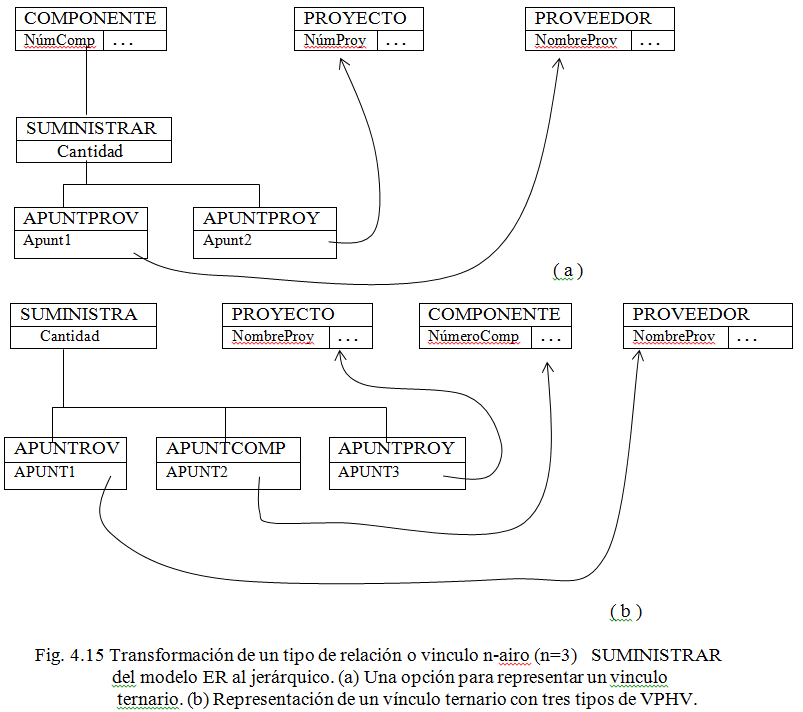 COMPONENTE PROYECTO PROVEEDOR
NúmComp ... NúmProy ... NombreProv ...
SUMINISTRAR
Cantidad
APUNTPROV APUNTPROY
Apunt1 Apunt2
( a )
SUMINISTRA PROYECTO COMPONENTE PROVEEDOR
Cantidad NombreProy ... NúmeroComp ... NombreProv ...
APUNTROV APUNTCOMP APUNTPROY
APUNT1 APUNT2 APUNT3
( b )
Fig. 4.15 Transformación de un tipo de relación o vinculo n-airo (n=3) SUMINISTRAR
del modelo ER al jerárquico. (a) Una opción para representar un vinculo
ternario. (b) Representación de un vínculo ternario con tres tipos de VPHV.